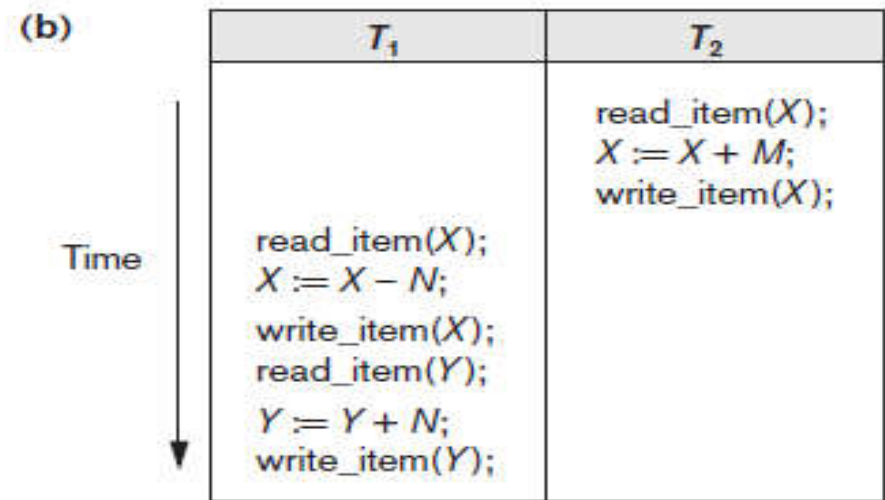 (b)
T₁ T₂
read_item(X);
X := X + M;
write_item(X);
Time
read_item(X);
X := X – N;
write_item(X);
read_item(Y);
Y := Y + N;
write_item(Y);